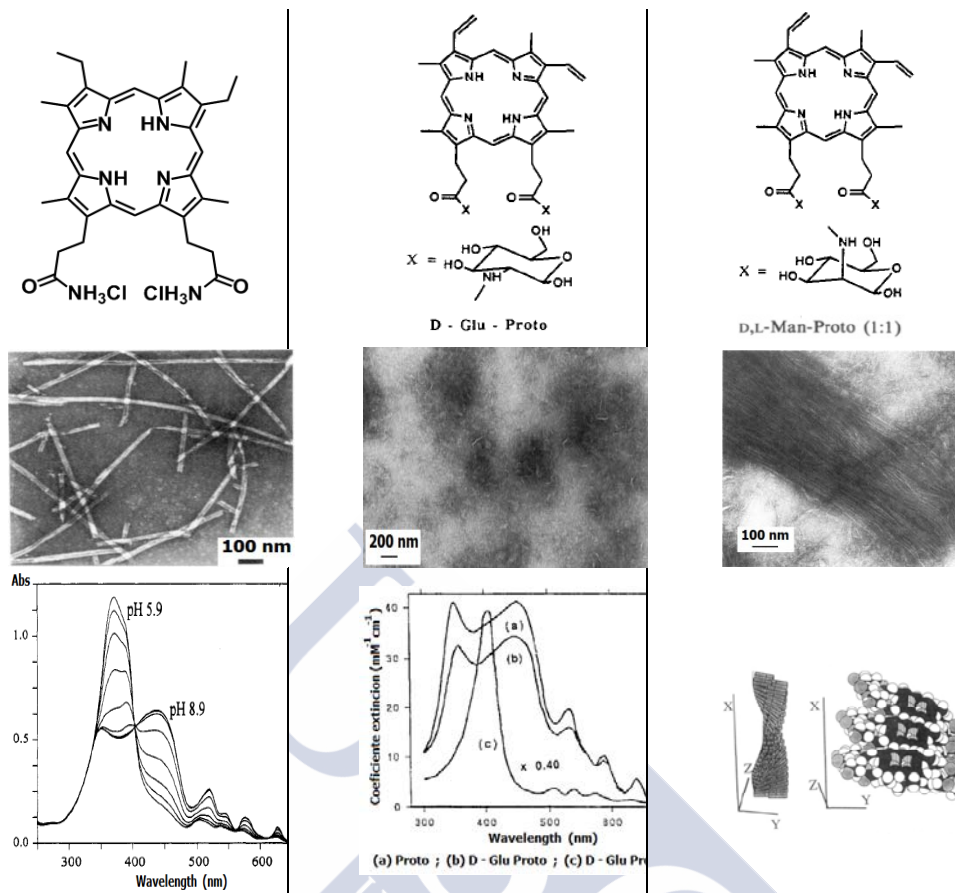 N
HN
NH
N
O
NH3Cl
ClH3N
O
NH
N
N
HN
O
X
O
X
X =
OH
HO
HO
O
NH
OH
D - Glu - Proto
NH
N
N
HN
O
X
O
X
X =
NH
OH
HO
HO
O
OH
D,L-Man-Proto (1:1)
100 nm
200 nm
100 nm
Abs
1.0
0.5
0.0
pH 5.9
pH 8.9
300
400
500
600
Wavelength (nm)
Coeficiente extincion (mM-1 cm-1)
40
30
20
10
0
(a)
(b)
(c)
x 0.40
300
400
500
600
Wavelength (nm)
(a) Proto ; (b) D - Glu Proto ; (c) D - Glu Pr
X
Z
Y
X
Z
Y